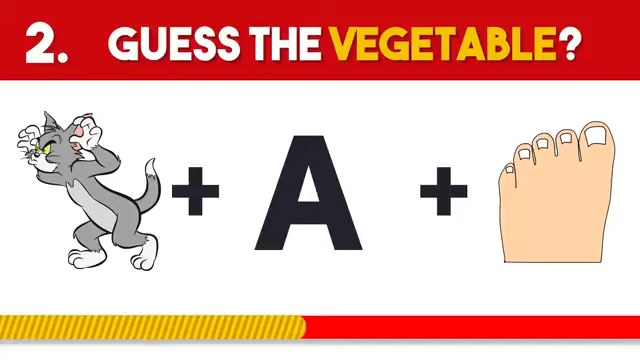 2. GUESS THE VEGETABLE?
+ A +